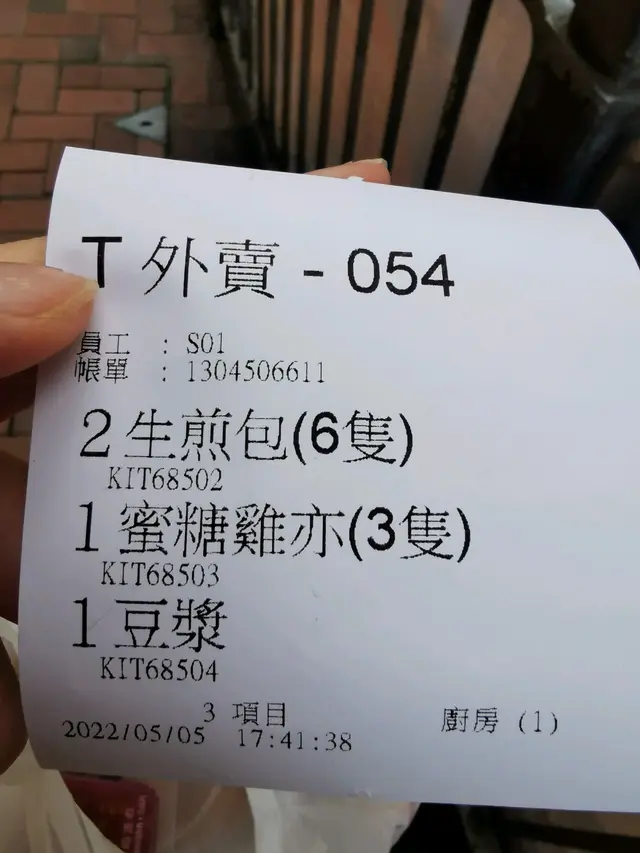 T 外賣 - 054
員工 : S01
帳單 : 1304506611
2 生煎包(6隻)
KIT68502
1 蜜糖雞亦(3隻)
KIT68503
1 豆漿
KIT68504
3 項目 廚房 (1)
2022/05/05 17:41:38